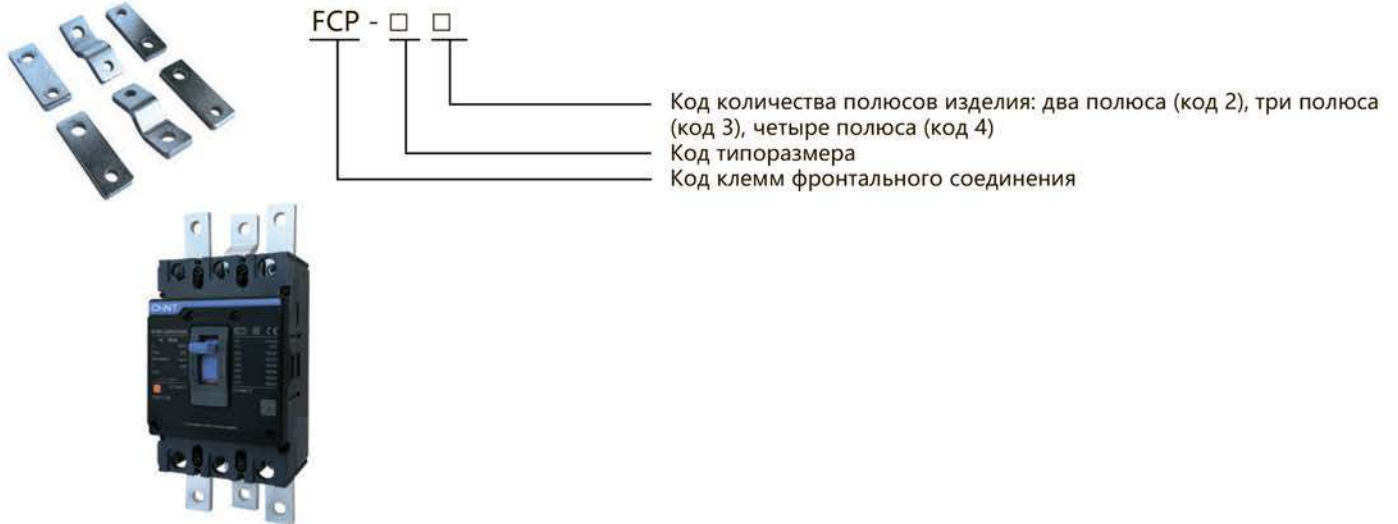 FCP - □ □
Код количества полюсов изделия: два полюса (код 2), три полюса
(код 3), четыре полюса (код 4)
Код типоразмера
Код клемм фронтального соединения
CHNT